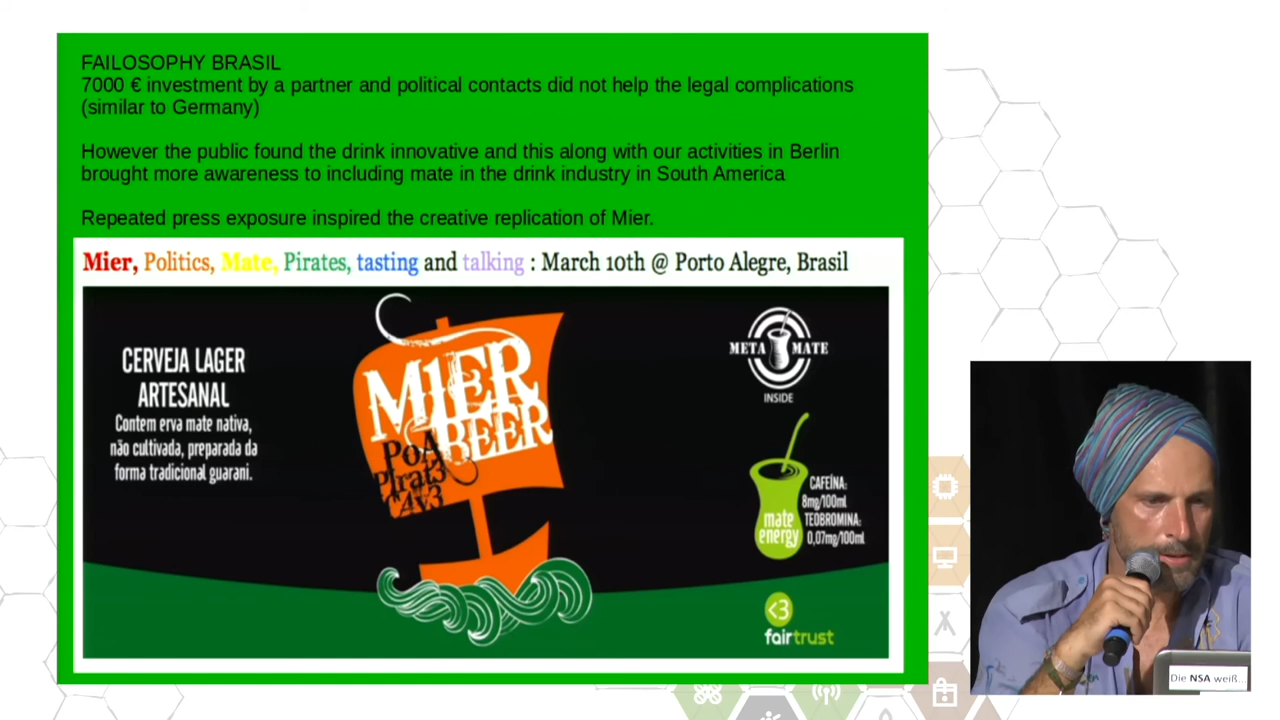 FAILOSOPHY BRASIL
7000 € investment by a partner and political contacts did not help the legal complications
(similar to Germany)
However the public found the drink innovative and this along with our activities in Berlin
brought more awareness to including mate in the drink industry in South America
Repeated press exposure inspired the creative replication of Mier.
Mier, Politics, Mate, Pirates, tasting and talking : March 10th @ Porto Alegre, Brasil
CERVEJA LAGER
ARTESANAL
Contem erva mate nativa,
não cultivada, preparada da
forma tradicional guarani.
MIER
BEER
PoA
PIrat3
C4v3
META MATE
INSIDE
mate
energy
CAFEÍNA:
8mg/100ml
TEOBROMINA:
0,07mg/100ml
<3
fairtrust
Die NSA weiß...